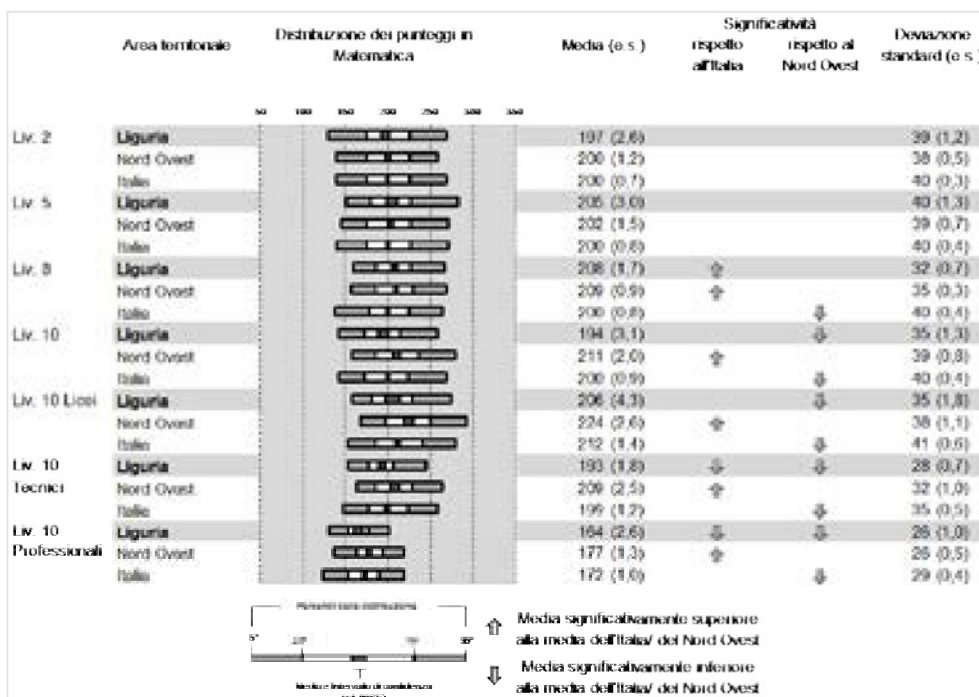 Area territoriale Distribuzione dei punteggi in Matematica Media (e.s.) Significatività rispetto all'Italia rispetto al Nord Ovest Deviazione standard (e.s.)
50 100 150 200 250 300 350
Liv. 2 Liguria 197 (2,6) 39 (1,2)
Nord Ovest 200 (1,2) 38 (0,5)
Italia 200 (0,7) 40 (0,3)
Liv. 5 Liguria 205 (3,0) 40 (1,3)
Nord Ovest 202 (1,5) 39 (0,7)
Italia 200 (0,8) 40 (0,4)
Liv. 8 Liguria 208 (1,7) ⇧ 32 (0,7)
Nord Ovest 209 (0,9) ⇧ 35 (0,3)
Italia 200 (0,8) ⇩ 40 (0,4)
Liv. 10 Liguria 194 (3,1) ⇩ 35 (1,3)
Nord Ovest 211 (2,0) ⇧ 39 (0,8)
Italia 200 (0,9) ⇩ 40 (0,4)
Liv. 10 Licei Liguria 206 (4,3) ⇩ 35 (1,8)
Nord Ovest 224 (2,6) ⇧ 38 (1,1)
Italia 212 (1,4) ⇩ 41 (0,6)
Liv. 10 Tecnici Liguria 193 (1,8) ⇩ ⇩ 28 (0,7)
Nord Ovest 209 (2,5) ⇧ 32 (1,0)
Italia 199 (1,2) ⇩ 35 (0,5)
Liv. 10 Professionali Liguria 164 (2,6) ⇩ ⇩ 26 (1,0)
Nord Ovest 177 (1,3) ⇧ 26 (0,5)
Italia 172 (1,0) ⇩ 29 (0,4)
⇧ Media significativamente superiore
alla media dell'Italia/ del Nord Ovest
⇩ Media significativamente inferiore
alla media dell'Italia/ del Nord Ovest
Media e intervallo di confidenza